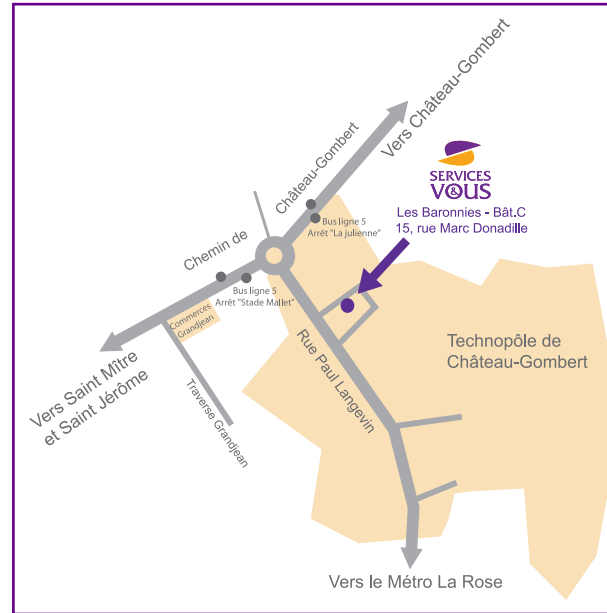 Vers Château-Gombert
Château-Gombert
Chemin de
SERVICES
&
VOUS
Les Baronnies - Bât.C
15, rue Marc Donadille
Bus ligne 5
Arrêt "La julienne"
Bus ligne 5
Arrêt "Stade Mallet"
Commerces
Grandjean
Vers Saint Mître
et Saint Jérôme
Traverse Grandjean
Rue Paul Langevin
Technopôle de
Château-Gombert
Vers le Métro La Rose